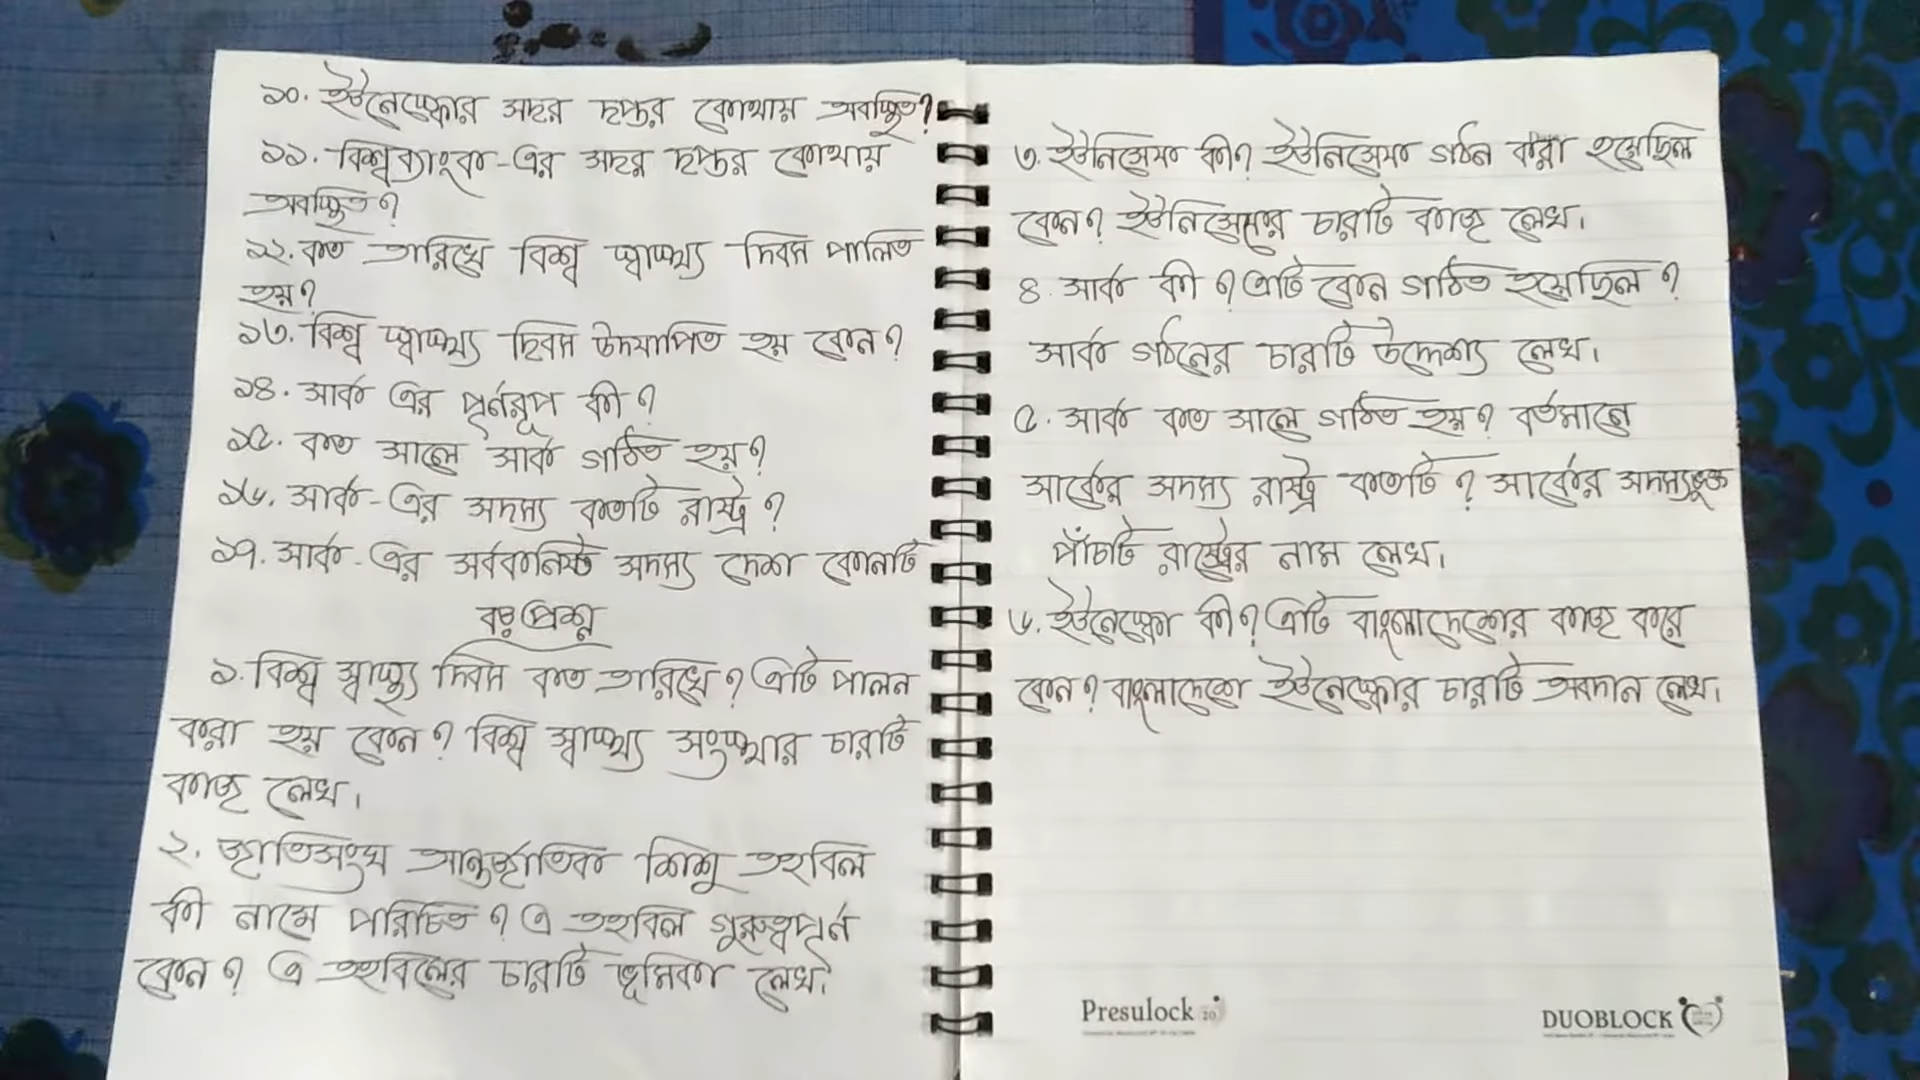 ১০. ইউনেস্কোর সদর দপ্তর কোথায় অবস্থিত?
১১. বিশ্বব্যাংক-এর সদর দপ্তর কোথায়
অবস্থিত?
১২. কত তারিখে বিশ্ব স্বাস্থ্য দিবস পালিত
হয়?
১৩. বিশ্ব স্বাস্থ্য দিবস উদযাপিত হয় কেন?
১৪. সার্ক এর পূর্ণরূপ কী?
১৫. কত সালে সার্ক গঠিত হয়?
১৬. সার্ক-এর সদস্য কতটি রাষ্ট্র?
১৭. সার্ক-এর সর্বকনিষ্ঠ সদস্য দেশ কোনটি
বড় প্রশ্ন
১. বিশ্ব স্বাস্থ্য দিবস কত তারিখে? এটি পালন
করা হয় কেন? বিশ্ব স্বাস্থ্য সংস্থার চারটি
কাজ লেখ।
২. জাতিসংঘ আন্তর্জাতিক শিশু তহবিল
কী নামে পরিচিত? এ তহবিল গুরুত্বপূর্ণ
কেন? এ তহবিলের চারটি ভূমিকা লেখ।
৩. ইউনিসেফ কী? ইউনিসেফ গঠন করা হয়েছিল
কেন? ইউনিসেফের চারটি কাজ লেখ।
৪. সার্ক কী? এটি কেন গঠিত হয়েছিল?
সার্ক গঠনের চারটি উদ্দেশ্য লেখ।
৫. সার্ক কত সালে গঠিত হয়? বর্তমানে
সার্কের সদস্য রাষ্ট্র কতটি? সার্কের সদস্যভুক্ত
পাঁচটি রাষ্ট্রের নাম লেখ।
৬. ইউনেস্কো কী? এটি বাংলাদেশের কাজ করে
কেন? বাংলাদেশে ইউনেস্কোর চারটি অবদান লেখ।
Presulock 20
DUOBLOCK